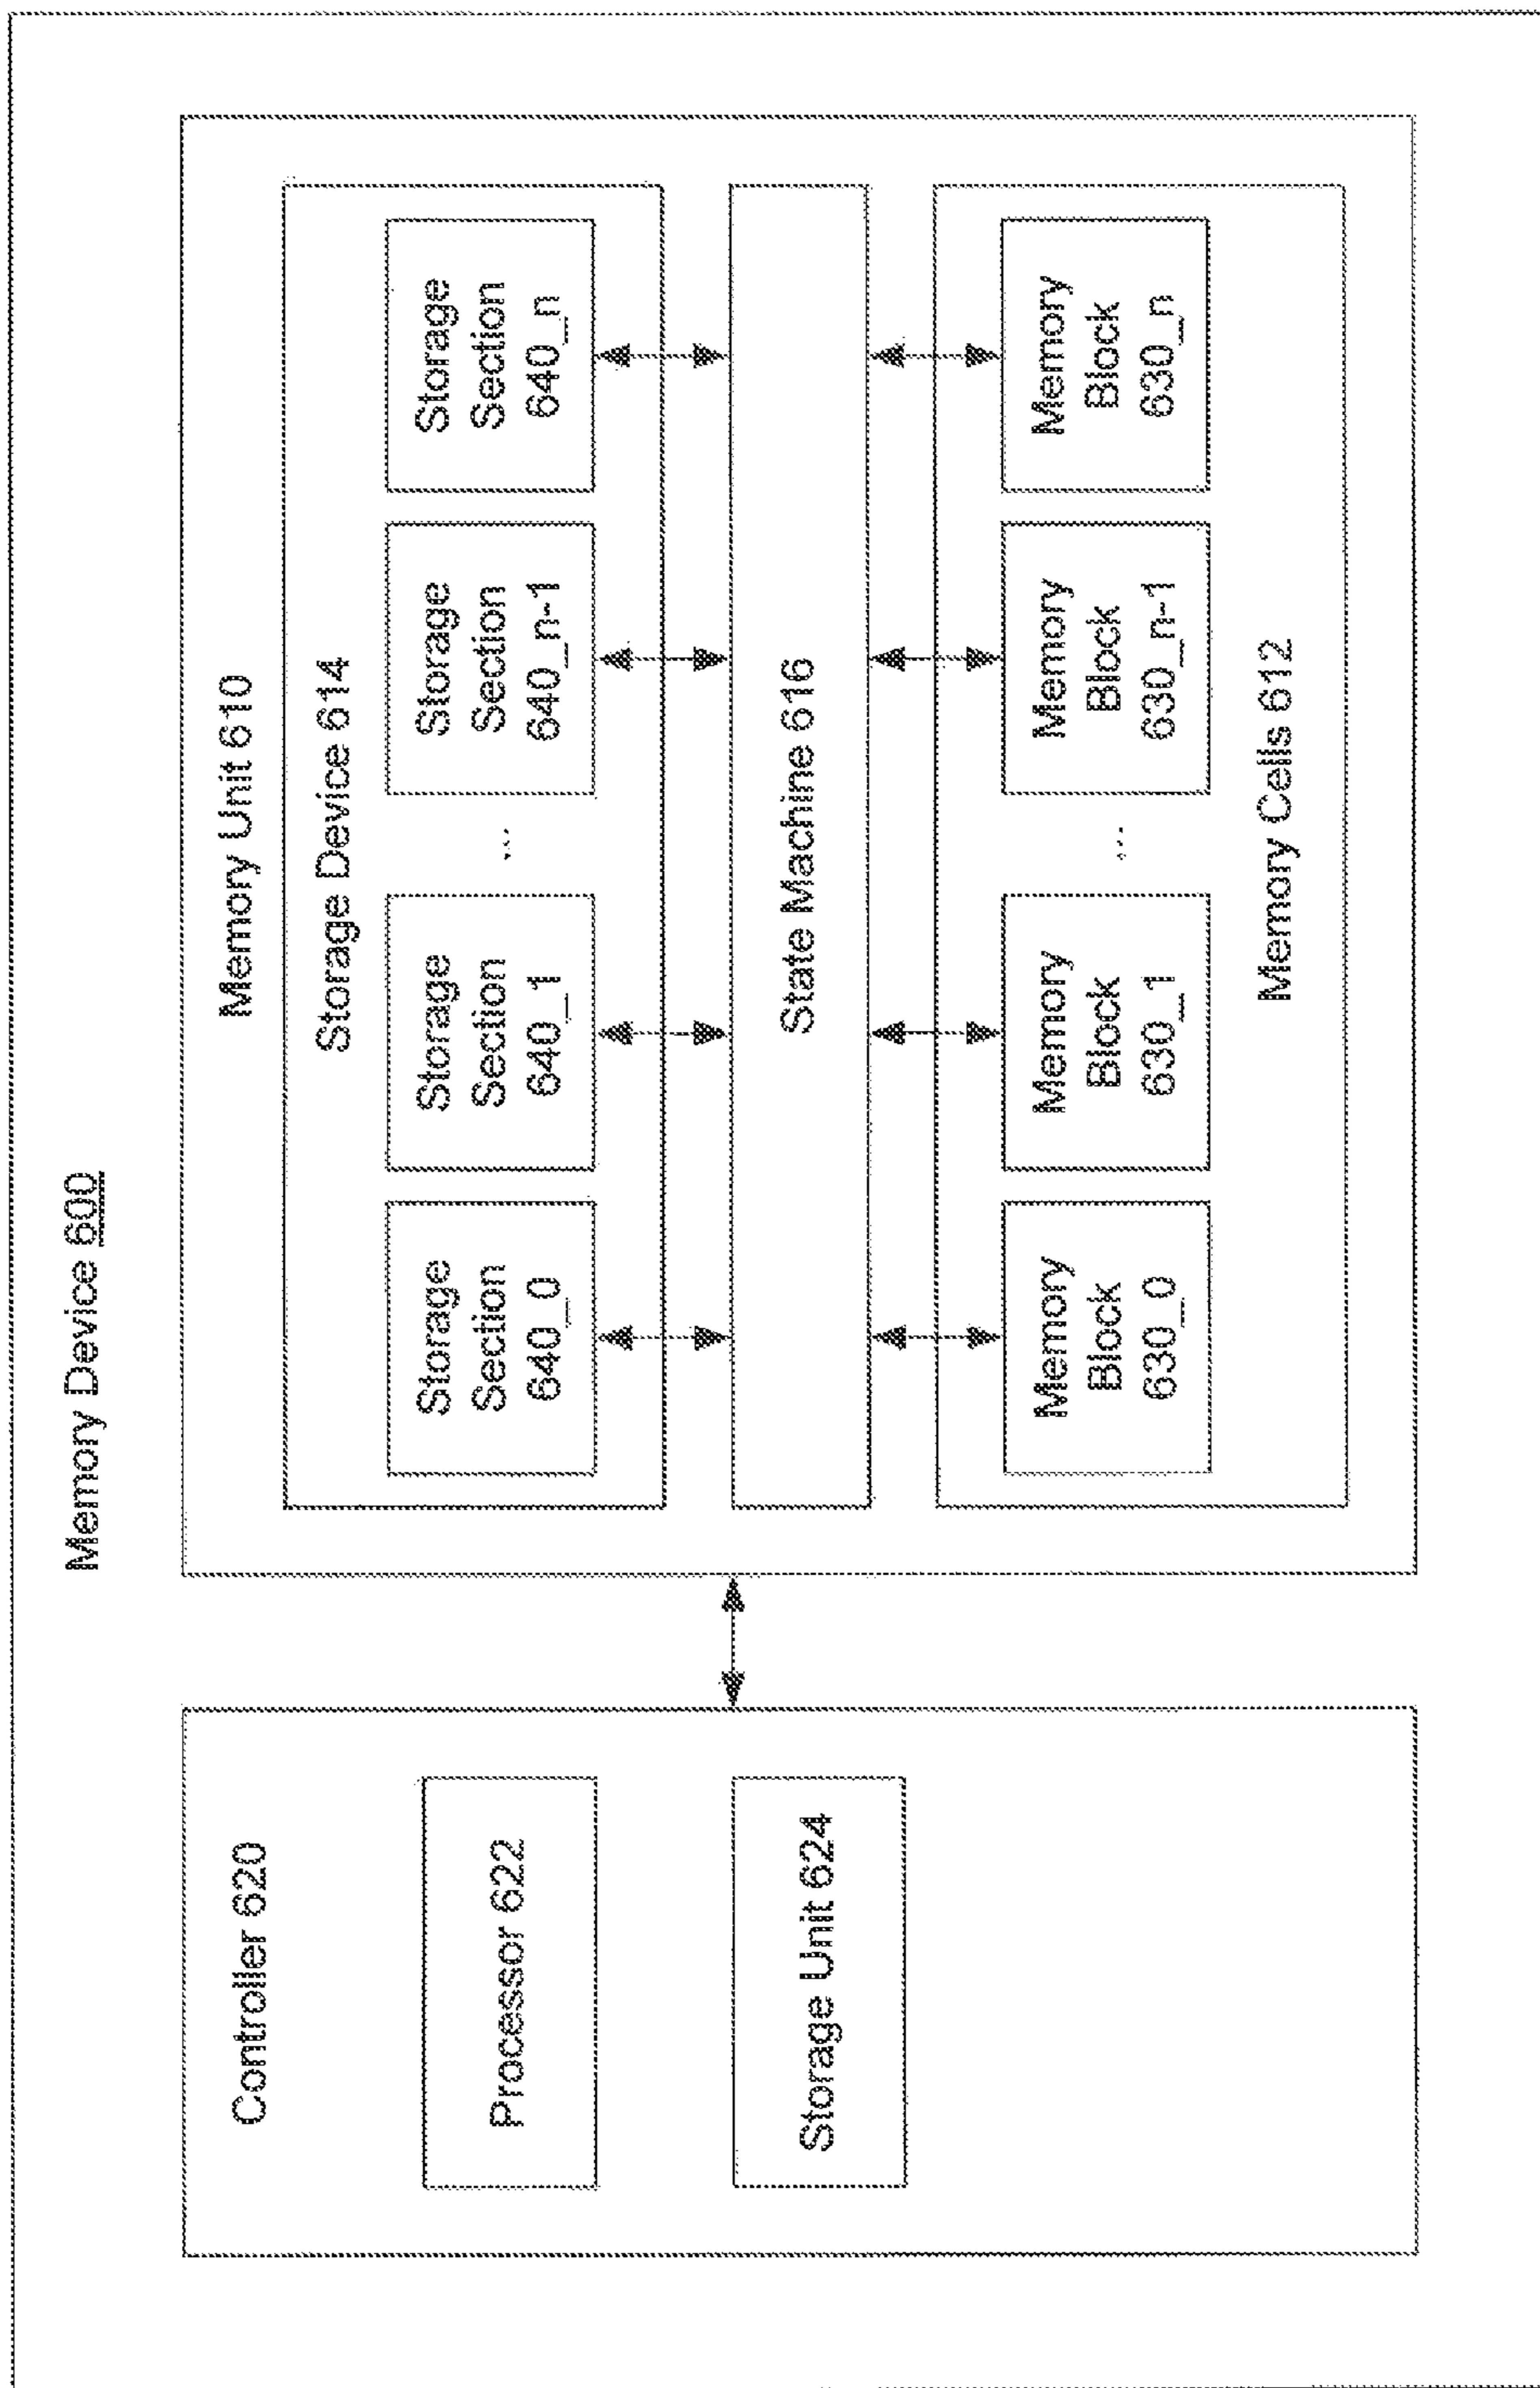 Memory Device 600
Controller 620
Processor 622
Storage Unit 624
Memory Unit 610
Storage Device 614
Storage
Section
640_0
Storage
Section
640_1
...
Storage
Section
640_n-1
Storage
Section
640_n
State Machine 616
Memory
Block
630_0
Memory
Block
630_1
...
Memory
Block
630_n-1
Memory
Block
630_n
Memory Cells 612